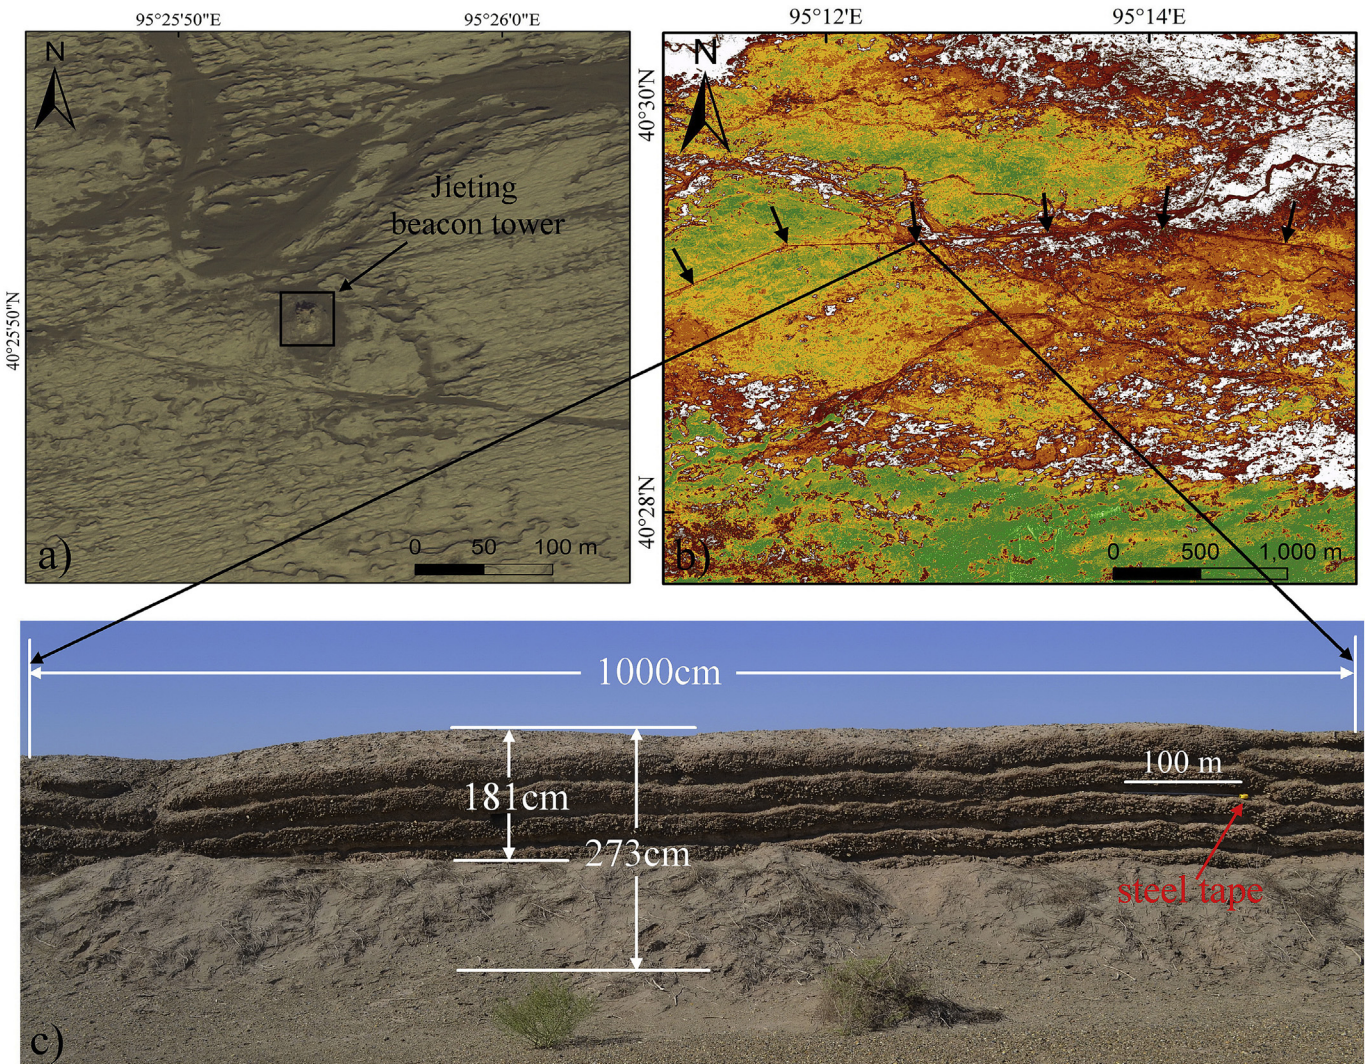 95°25'50"E
95°26'0"E
95°12'E
95°14'E
N
N
Jieting
beacon tower
40°25'50"N
40°30'N
40°28'N
a)
0 50 100 m
b)
0 500 1,000 m
1000cm
100 m
181cm
273cm
steel tape
c)